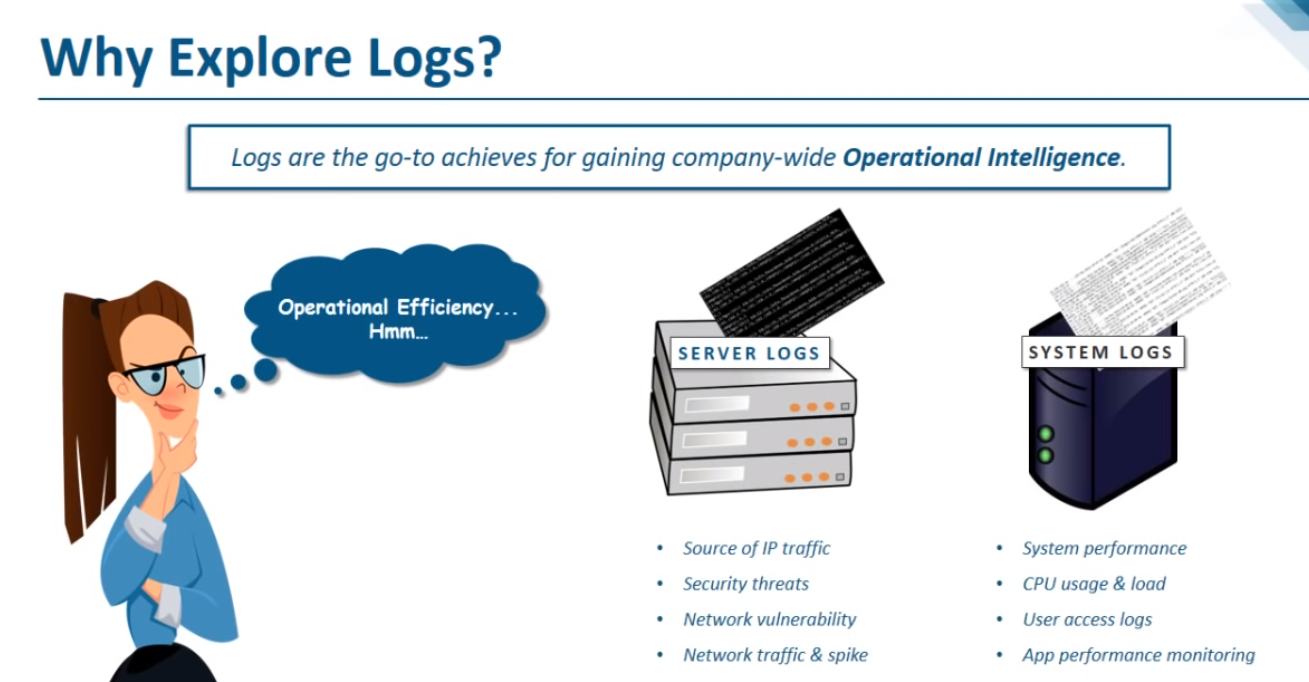 Why Explore Logs?
Logs are the go-to achieves for gaining company-wide Operational Intelligence.
Operational Efficiency...
Hmm...
SERVER LOGS
SYSTEM LOGS
• Source of IP traffic
• Security threats
• Network vulnerability
• Network traffic & spike
• System performance
• CPU usage & load
• User access logs
• App performance monitoring